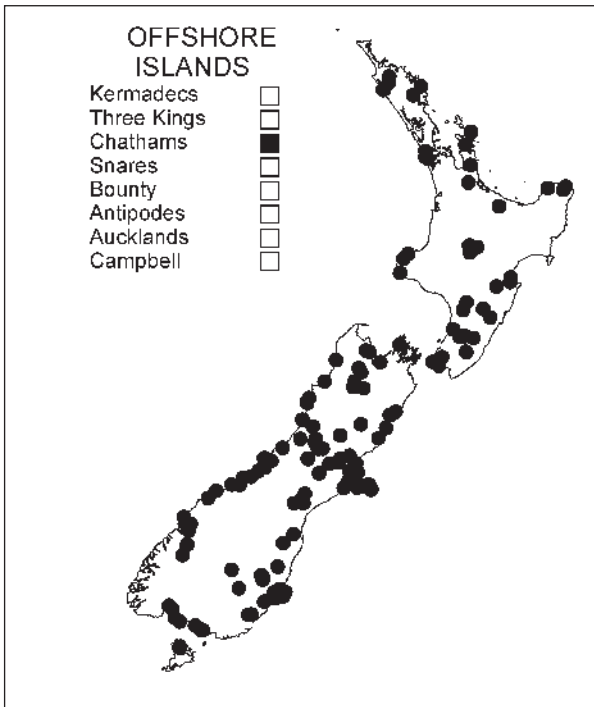 OFFSHORE
ISLANDS
Kermadecs
Three Kings
Chathams
Snares
Bounty
Antipodes
Aucklands
Campbell